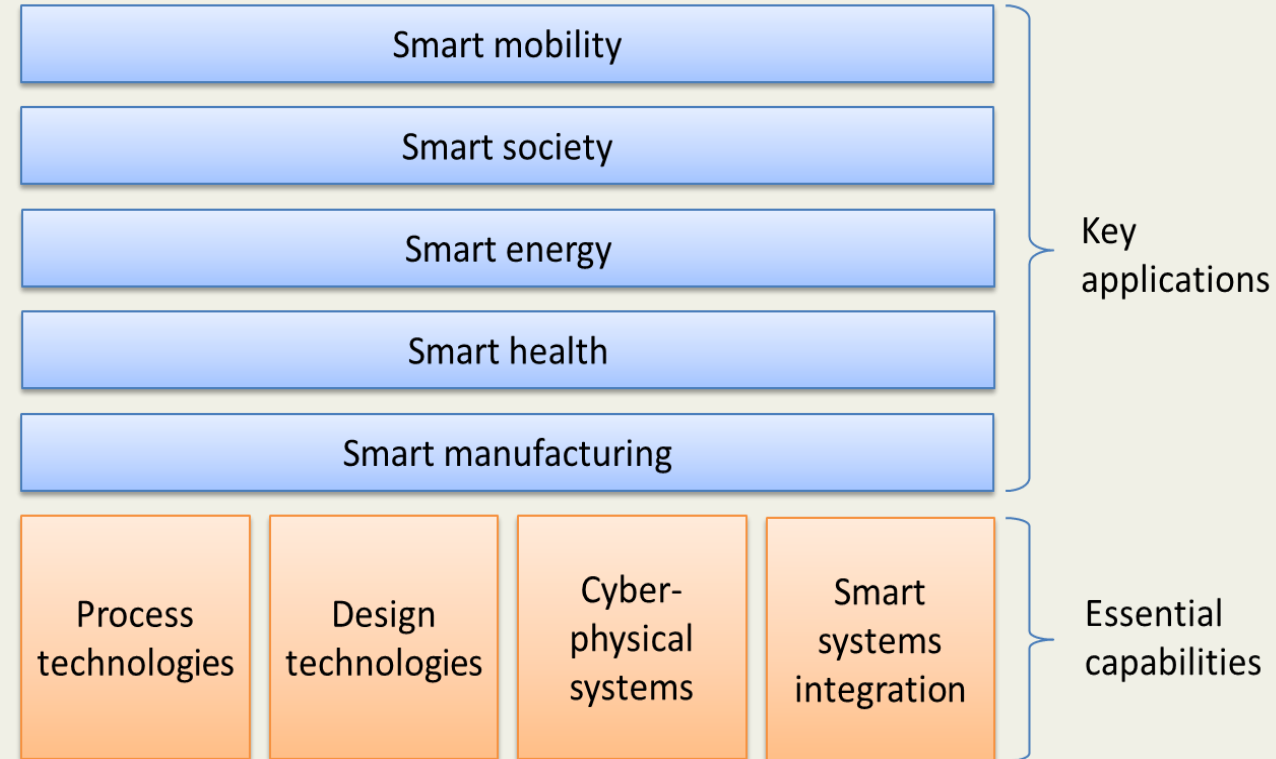 Smart mobility
Smart society
Smart energy
Smart health
Smart manufacturing
Key
applications
Process
technologies
Design
technologies
Cyber-
physical
systems
Smart
systems
integration
Essential
capabilities